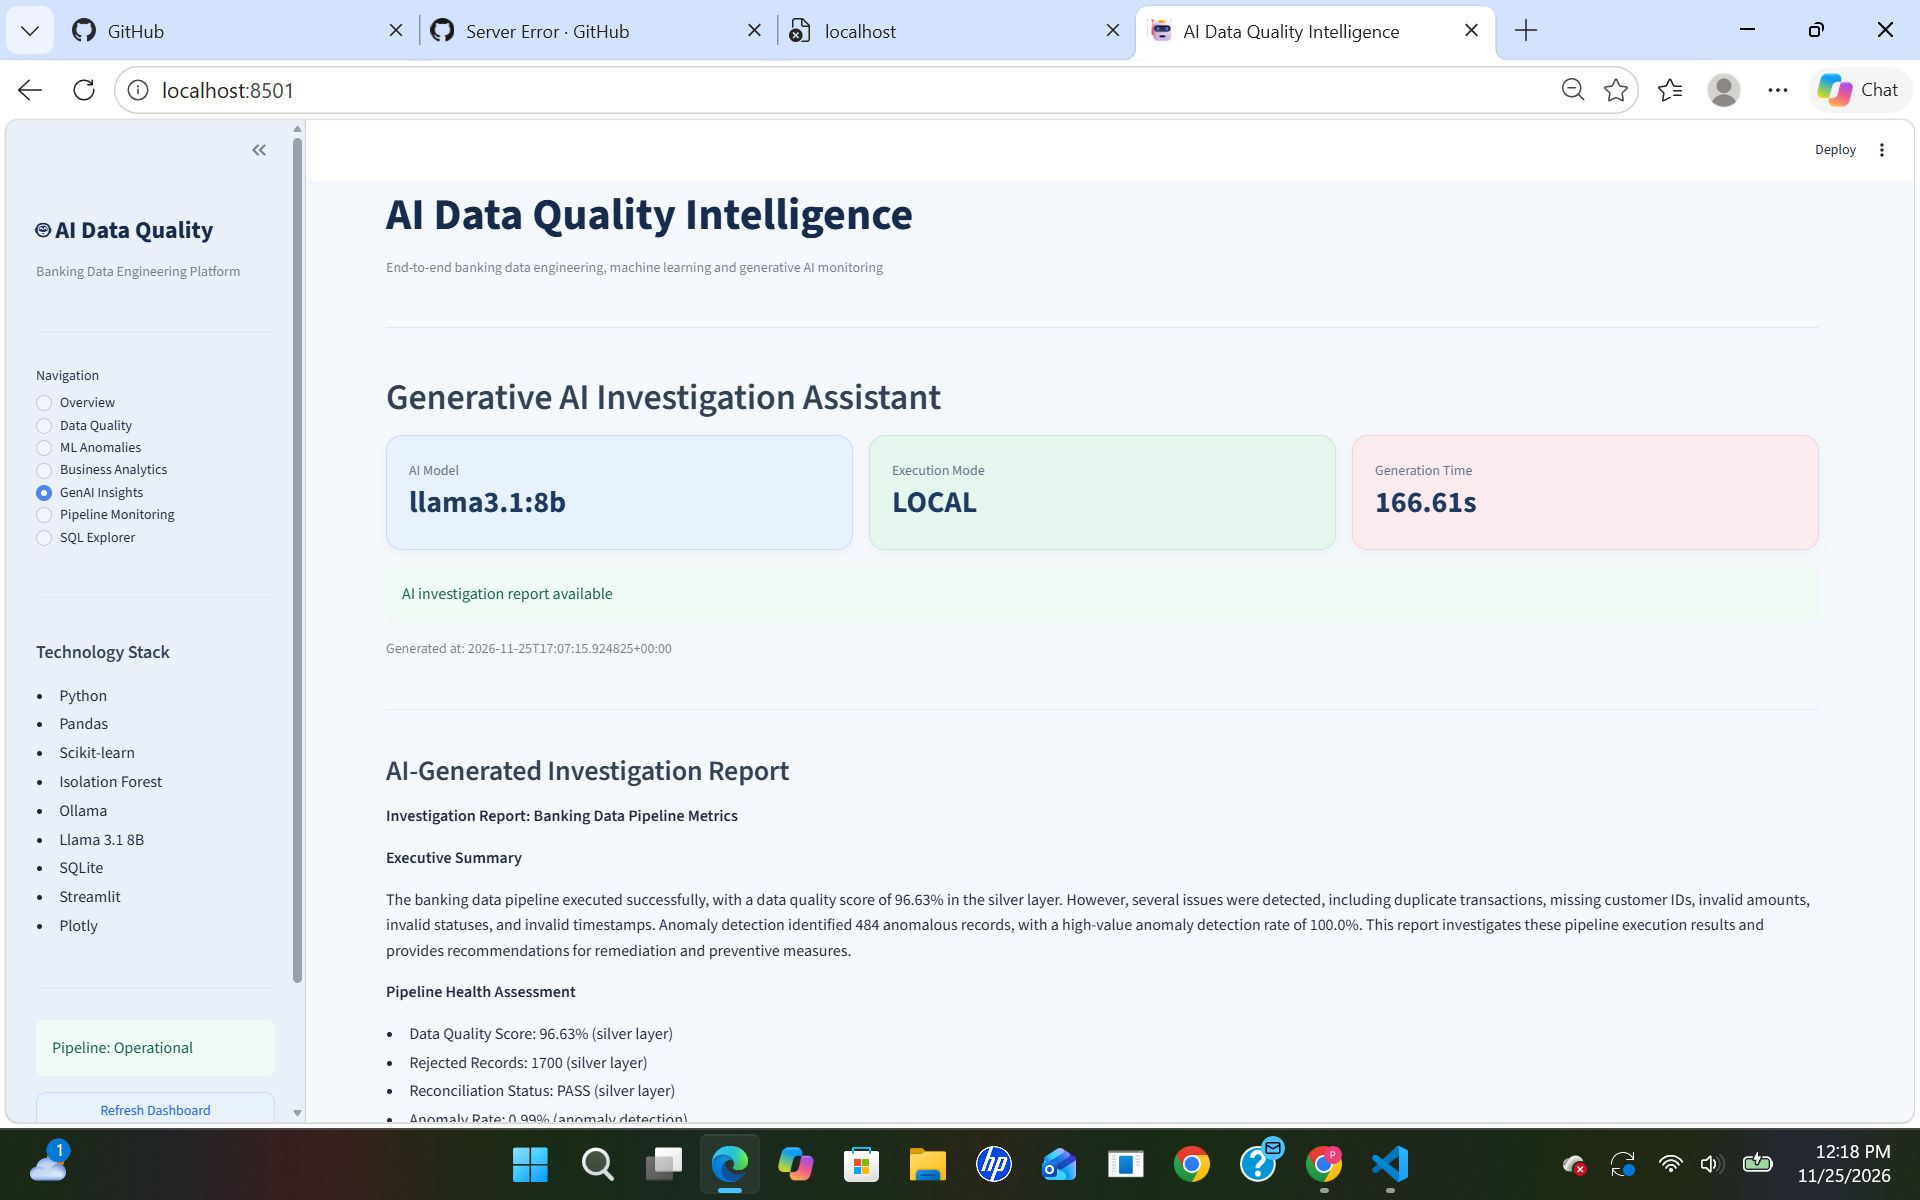 GitHub
Server Error · GitHub
localhost
AI Data Quality Intelligence
localhost:8501
Chat
Deploy
AI Data Quality
Banking Data Engineering Platform
Navigation
Overview
Data Quality
ML Anomalies
Business Analytics
GenAI Insights
Pipeline Monitoring
SQL Explorer
Technology Stack
Python
Pandas
Scikit-learn
Isolation Forest
Ollama
Llama 3.1 8B
SQLite
Streamlit
Plotly
Pipeline: Operational
Refresh Dashboard
AI Data Quality Intelligence
End-to-end banking data engineering, machine learning and generative AI monitoring
Generative AI Investigation Assistant
AI Model
llama3.1:8b
Execution Mode
LOCAL
Generation Time
166.61s
AI investigation report available
Generated at: 2026-11-25T17:07:15.924825+00:00
AI-Generated Investigation Report
Investigation Report: Banking Data Pipeline Metrics
Executive Summary
The banking data pipeline executed successfully, with a data quality score of 96.63% in the silver layer. However, several issues were detected, including duplicate transactions, missing customer IDs, invalid amounts,
invalid statuses, and invalid timestamps. Anomaly detection identified 484 anomalous records, with a high-value anomaly detection rate of 100.0%. This report investigates these pipeline execution results and
provides recommendations for remediation and preventive measures.
Pipeline Health Assessment
Data Quality Score: 96.63% (silver layer)
Rejected Records: 1700 (silver layer)
Reconciliation Status: PASS (silver layer)
Anomaly Rate: 0.99% (anomaly detection)
1
hp
P
12:18 PM
11/25/2026